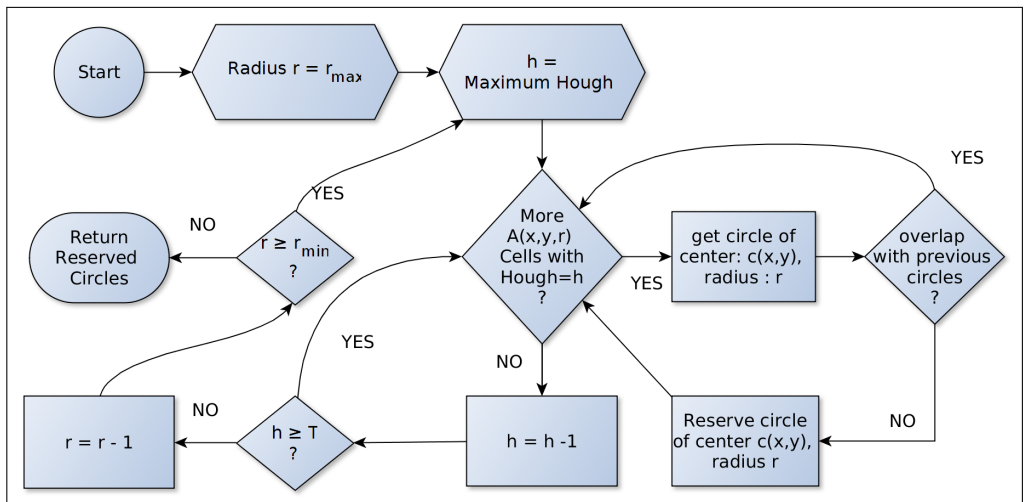 Start
Radius r = rmax
h =
Maximum Hough
YES
YES
NO
Return
Reserved
Circles
r ≥ rmin
?
More
A(x,y,r)
Cells with
Hough=h
?
YES
get circle of
center: c(x,y),
radius : r
overlap
with previous
circles
?
YES
NO
NO
NO
r = r - 1
h ≥ T
?
h = h -1
Reserve circle
of center c(x,y),
radius r